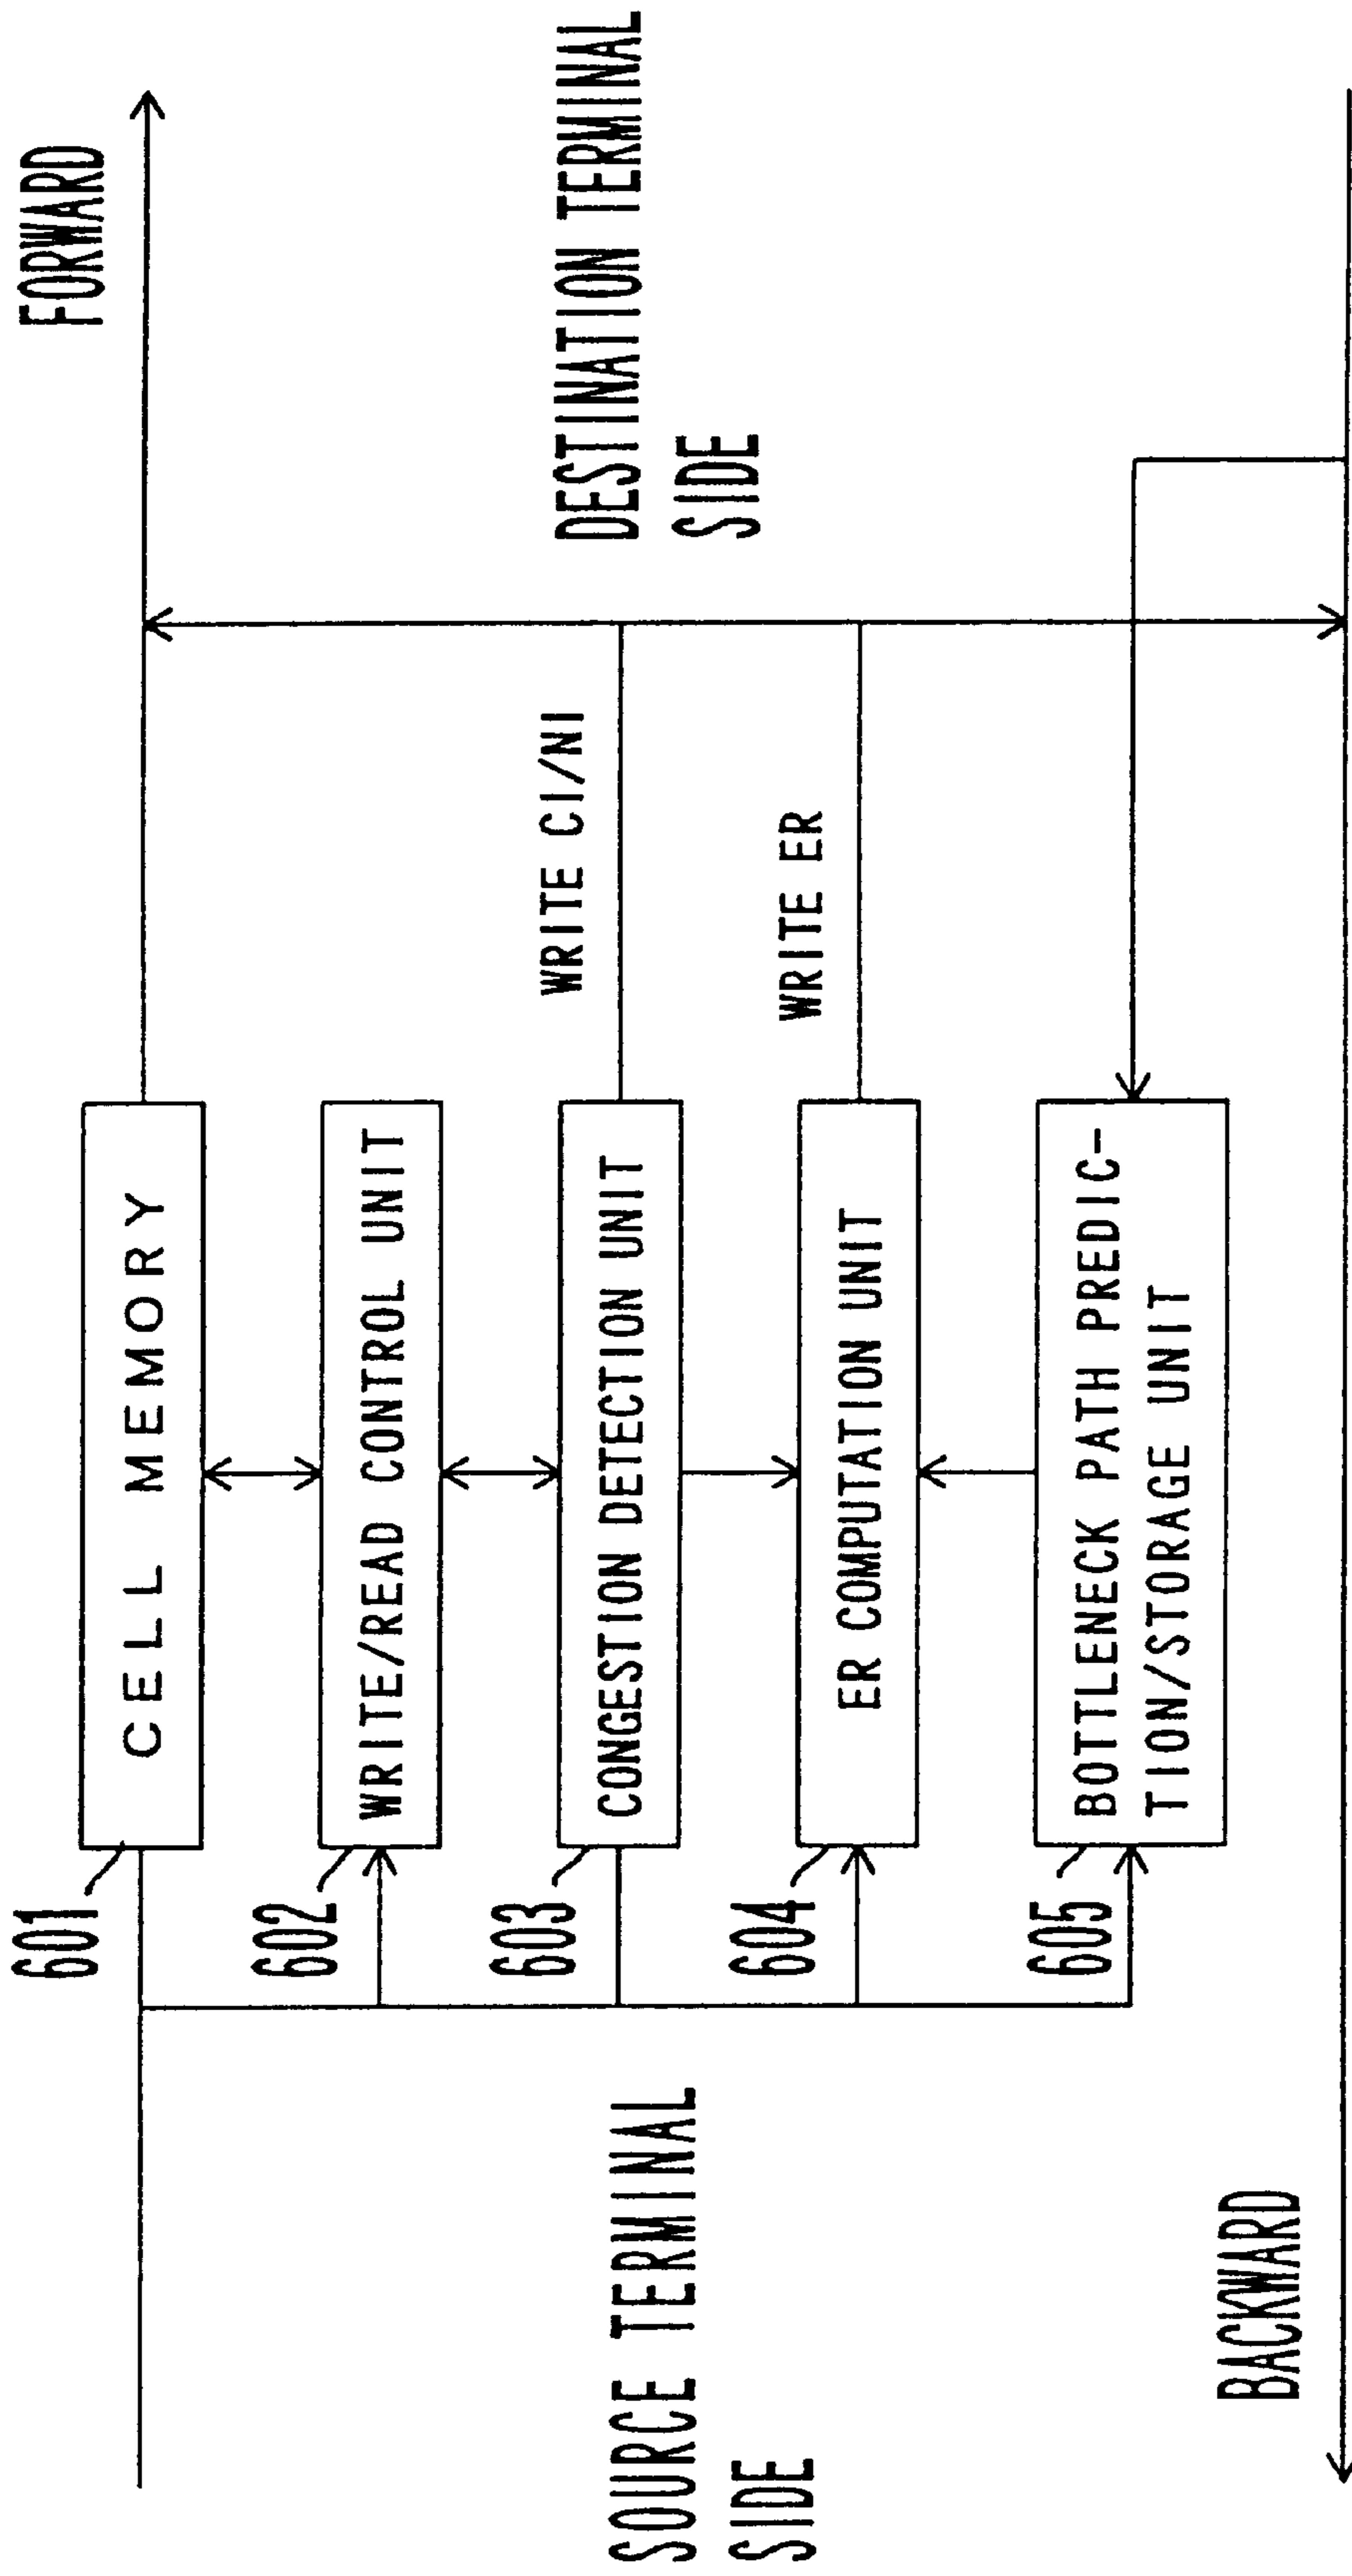 FORWARD
601
CELL MEMORY
602
WRITE/READ CONTROL UNIT
SOURCE TERMINAL
SIDE
603
CONGESTION DETECTION UNIT
WRITE CI/NI
DESTINATION TERMINAL
SIDE
604
ER COMPUTATION UNIT
WRITE ER
605
BOTTLENECK PATH PREDIC-
TION/STORAGE UNIT
BACKWARD